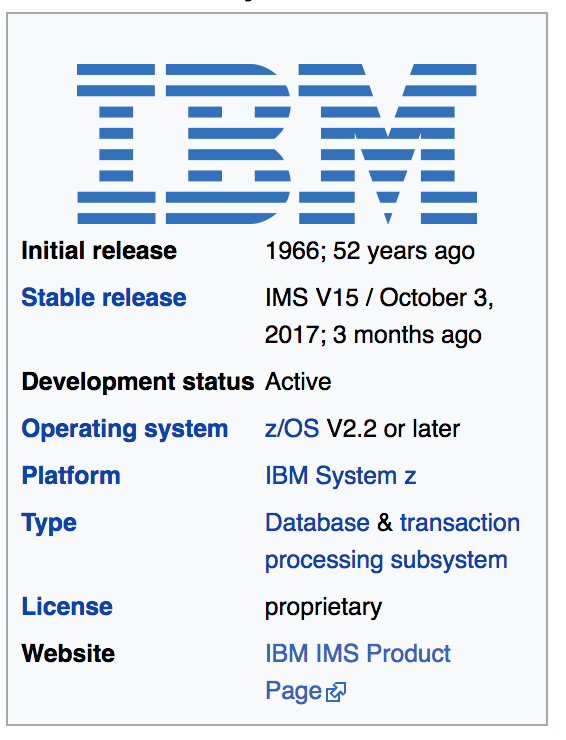 IBM
Initial release 1966; 52 years ago
Stable release IMS V15 / October 3,
2017; 3 months ago
Development status Active
Operating system z/OS V2.2 or later
Platform IBM System z
Type Database & transaction
processing subsystem
License proprietary
Website IBM IMS Product
Page